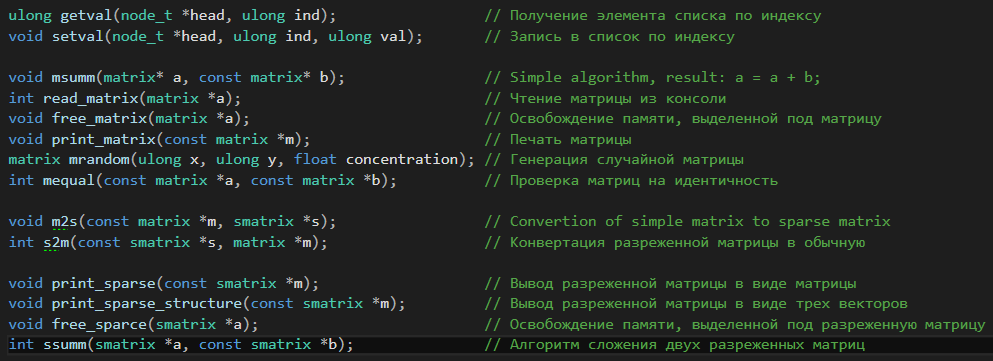 ulong getval(node_t *head, ulong ind); // Получение элемента списка по индексу
void setval(node_t *head, ulong ind, ulong val); // Запись в список по индексу
void msumm(matrix* a, const matrix* b); // Simple algorithm, result: a = a + b;
int read_matrix(matrix *a); // Чтение матрицы из консоли
void free_matrix(matrix *a); // Освобождение памяти, выделенной под матрицу
void print_matrix(const matrix *m); // Печать матрицы
matrix mrandom(ulong x, ulong y, float concentration); // Генерация случайной матрицы
int mequal(const matrix *a, const matrix *b); // Проверка матриц на идентичность
void m2s(const matrix *m, smatrix *s); // Convertion of simple matrix to sparse matrix
int s2m(const smatrix *s, matrix *m); // Конвертация разреженной матрицы в обычную
void print_sparse(const smatrix *m); // Вывод разреженной матрицы в виде матрицы
void print_sparse_structure(const smatrix *m); // Вывод разреженной матрицы в виде трех векторов
void free_sparce(smatrix *a); // Освобождение памяти, выделенной под разреженную матрицу
int ssumm(smatrix *a, const smatrix *b); // Алгоритм сложения двух разреженных матриц